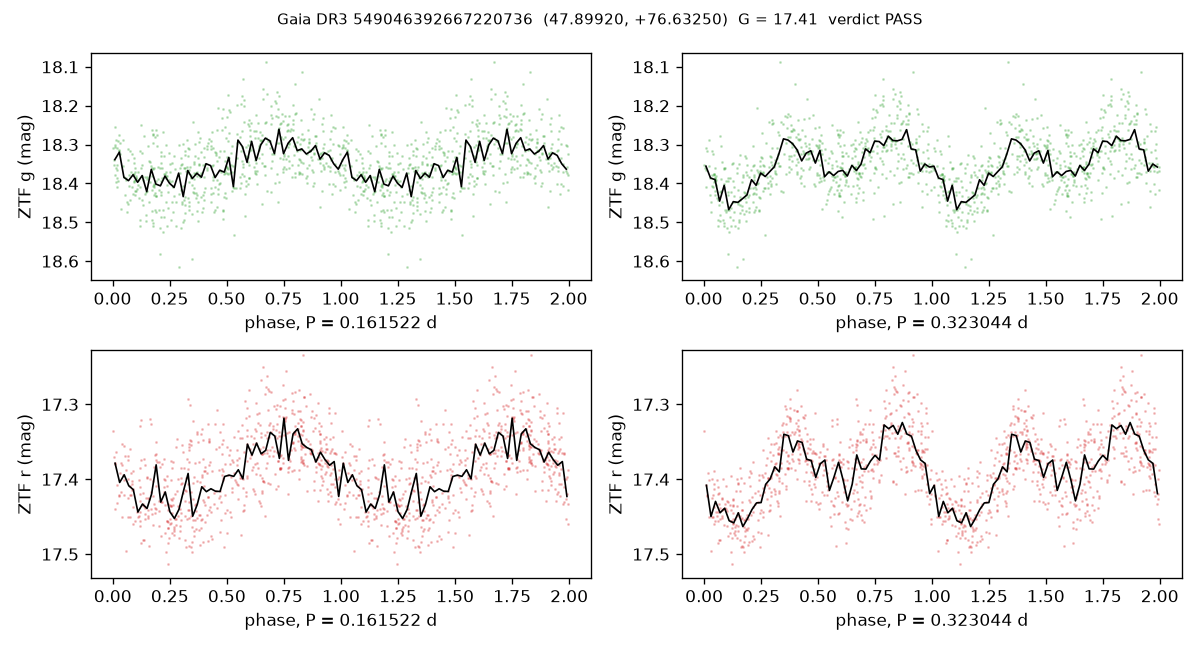 Gaia DR3 549046392667220736  (47.89920, +76.63250)  G = 17.41  verdict PASS
ZTF g (mag)
18.1
18.2
18.3
18.4
18.5
18.6
0.00 0.25 0.50 0.75 1.00 1.25 1.50 1.75 2.00
phase, P = 0.161522 d
ZTF g (mag)
18.1
18.2
18.3
18.4
18.5
18.6
0.00 0.25 0.50 0.75 1.00 1.25 1.50 1.75 2.00
phase, P = 0.323044 d
ZTF r (mag)
17.3
17.4
17.5
0.00 0.25 0.50 0.75 1.00 1.25 1.50 1.75 2.00
phase, P = 0.161522 d
ZTF r (mag)
17.3
17.4
17.5
0.00 0.25 0.50 0.75 1.00 1.25 1.50 1.75 2.00
phase, P = 0.323044 d